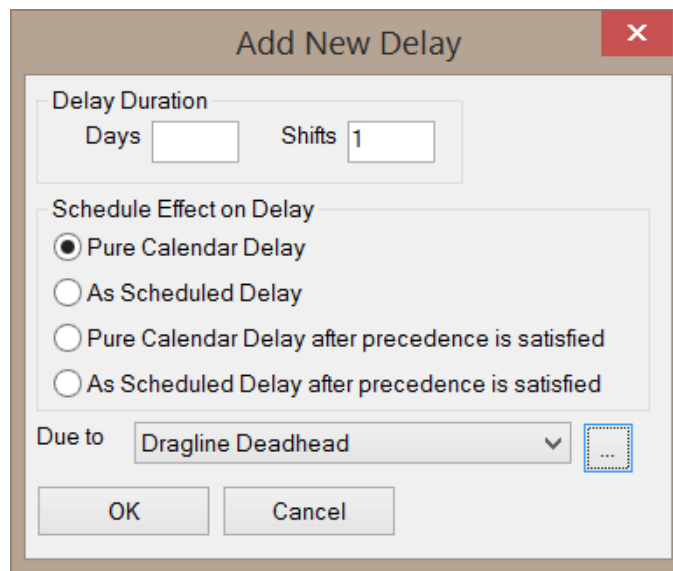 Add New Delay
Delay Duration
Days Shifts 1
Schedule Effect on Delay
Pure Calendar Delay
As Scheduled Delay
Pure Calendar Delay after precedence is satisfied
As Scheduled Delay after precedence is satisfied
Due to Dragline Deadhead ...
OK Cancel